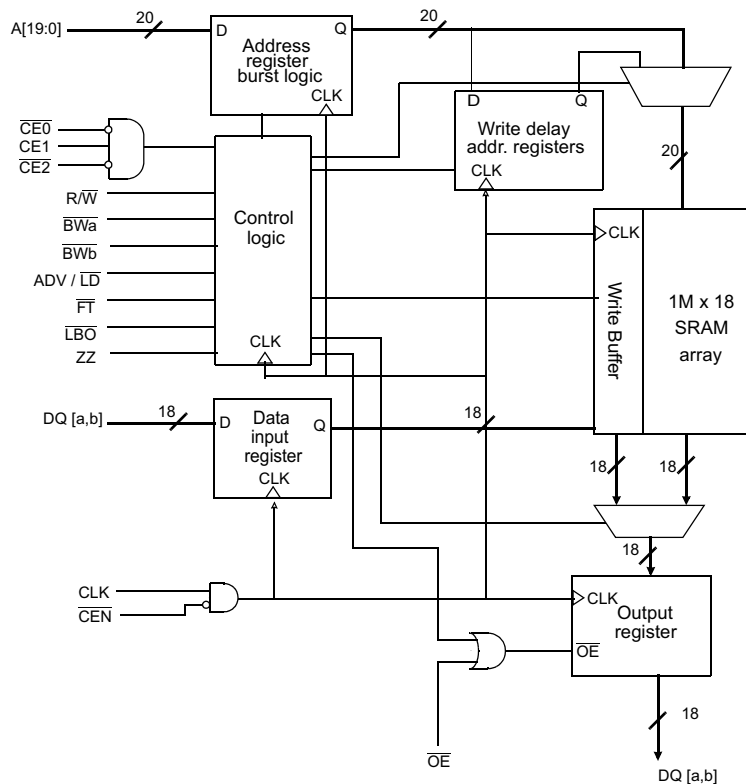 A[19:0]
20
D
Q
Address
register
burst logic
CLK
20
D
Q
Write delay
addr. registers
CLK
20
CE0
CE1
CE2
R/W
BWa
BWb
ADV / LD
FT
LBO
ZZ
Control
logic
CLK
CLK
Write Buffer
1M x 18
SRAM
array
DQ [a,b]
18
D
Q
Data
input
register
CLK
18
18
18
18
CLK
CEN
CLK
Output
register
OE
OE
18
DQ [a,b]